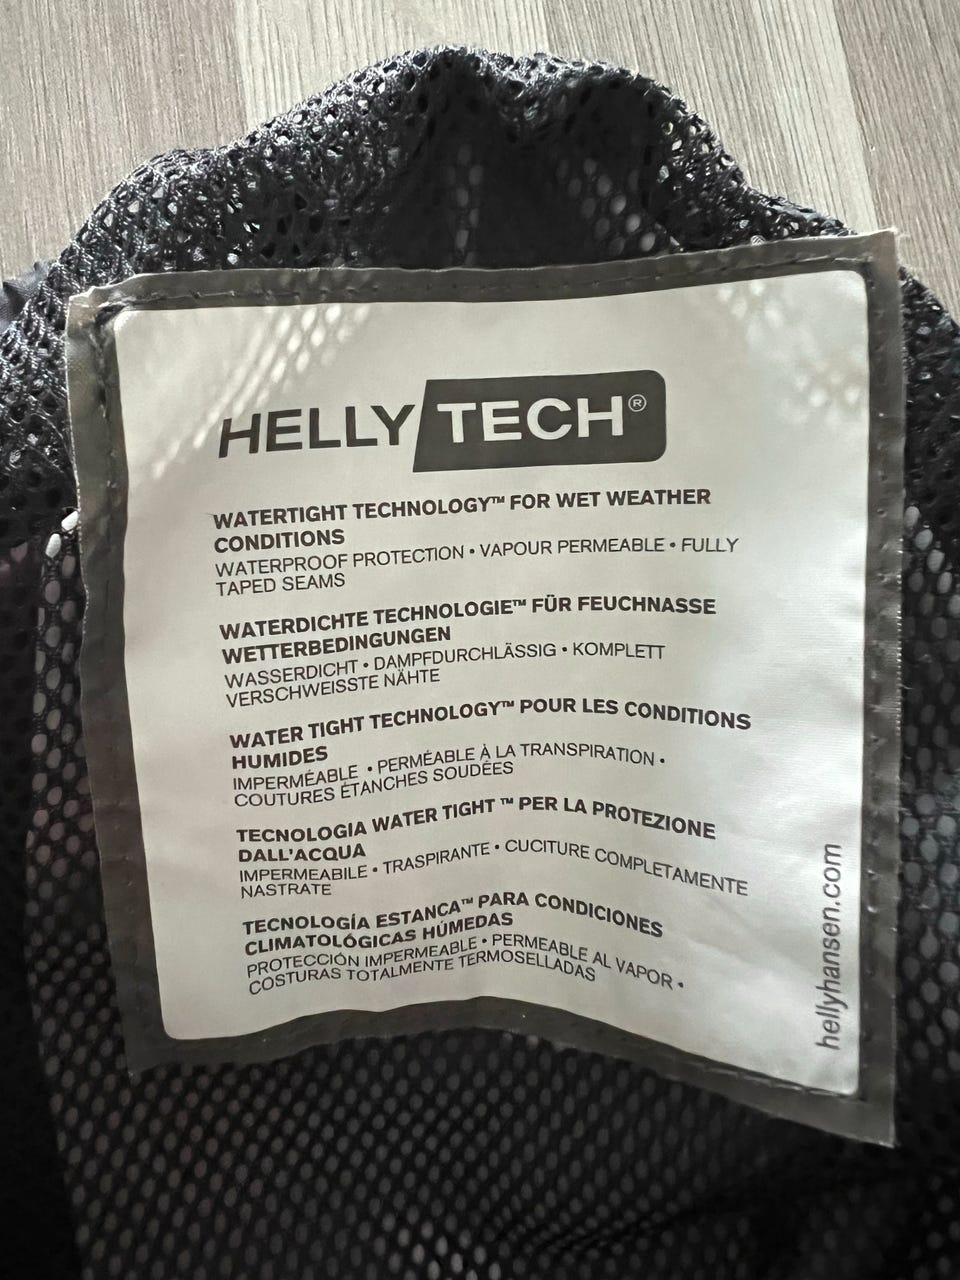 HELLY TECH®
WATERTIGHT TECHNOLOGY™ FOR WET WEATHER
CONDITIONS
WATERPROOF PROTECTION • VAPOUR PERMEABLE • FULLY
TAPED SEAMS
WATERDICHTE TECHNOLOGIE™ FÜR FEUCHNASSE
WETTERBEDINGUNGEN
WASSERDICHT • DAMPFDURCHLÄSSIG • KOMPLETT
VERSCHWEISSTE NÄHTE
WATER TIGHT TECHNOLOGY™ POUR LES CONDITIONS
HUMIDES
IMPERMÉABLE • PERMÉABLE À LA TRANSPIRATION •
COUTURES ÉTANCHES SOUDÉES
TECNOLOGIA WATER TIGHT ™ PER LA PROTEZIONE
DALL'ACQUA
IMPERMEABILE • TRASPIRANTE • CUCITURE COMPLETAMENTE
NASTRATE
TECNOLOGÍA ESTANCA™ PARA CONDICIONES
CLIMATOLÓGICAS HÚMEDAS
PROTECCIÓN IMPERMEABLE • PERMEABLE AL VAPOR •
COSTURAS TOTALMENTE TERMOSELLADAS
hellyhansen.com